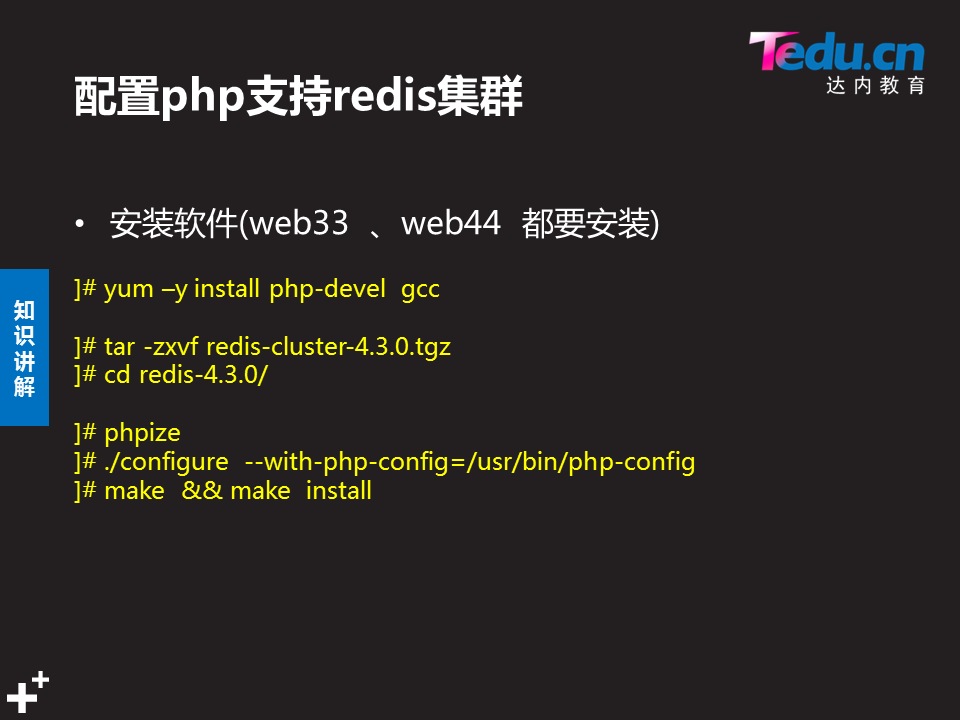 Tedu.cn
达内教育
配置php支持redis集群
• 安装软件(web33 、web44 都要安装)
]# yum –y install php-devel gcc
]# tar -zxvf redis-cluster-4.3.0.tgz
]# cd redis-4.3.0/
]# phpize
]# ./configure --with-php-config=/usr/bin/php-config
]# make && make install
知
识
讲
解